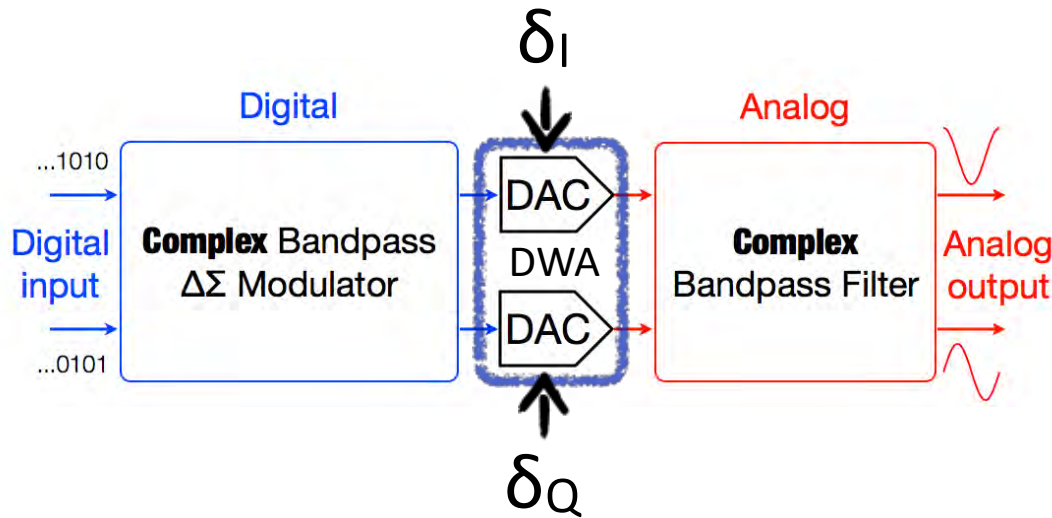 δI
Digital
Analog
...1010
DAC
Digital
input
Complex Bandpass
ΔΣ Modulator
DWA
Complex
Bandpass Filter
Analog
output
DAC
...0101
δQ